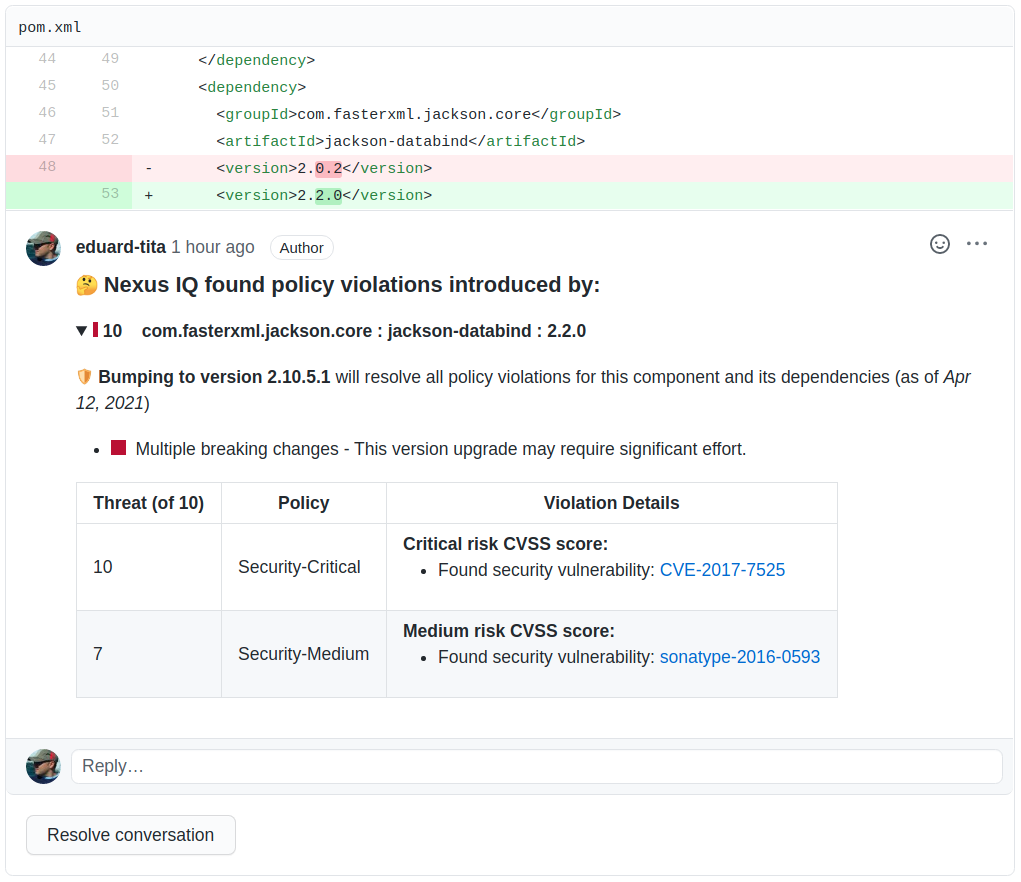 pom.xml
44 49 </dependency>
45 50 <dependency>
46 51 <groupId>com.fasterxml.jackson.core</groupId>
47 52 <artifactId>jackson-databind</artifactId>
48 - <version>2.0.2</version>
53 + <version>2.2.0</version>
eduard-tita 1 hour ago Author
🤔 Nexus IQ found policy violations introduced by:
▼ 10 com.fasterxml.jackson.core : jackson-databind : 2.2.0
Bumping to version 2.10.5.1 will resolve all policy violations for this component and its dependencies (as of Apr
12, 2021)
• Multiple breaking changes - This version upgrade may require significant effort.
Threat (of 10) Policy Violation Details
10 Security-Critical Critical risk CVSS score:
• Found security vulnerability: CVE-2017-7525
7 Security-Medium Medium risk CVSS score:
• Found security vulnerability: sonatype-2016-0593
Reply…
Resolve conversation